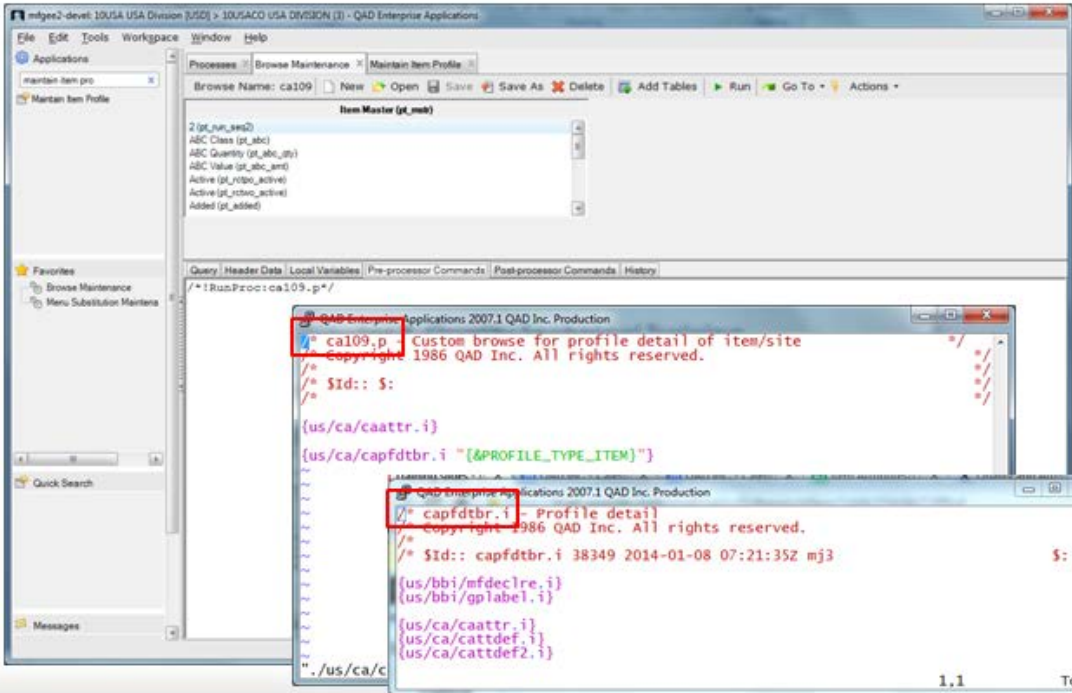 mfgee2-devel: 10USA USA Division [USD] > 10USACO USA DIVISION (3) - QAD Enterprise Applications
File Edit Tools Workspace Window Help
Applications
maintain item pro
Maintain Item Profile
Processes Browse Maintenance Maintain Item Profile
Browse Name: ca109 New Open Save Save As Delete Add Tables Run Go To Actions
Item Master (pt_mstr)
2 (pt_run_seq2)
ABC Class (pt_abc)
ABC Quantity (pt_abc_qty)
ABC Value (pt_abc_amt)
Active (pt_rctpo_active)
Active (pt_rctwo_active)
Added (pt_added)
Favorites
Browse Maintenance
Menu Substitution Maintena
Query Header Data Local Variables Pre-processor Commands Post-processor Commands History
/*!RunProc:ca109.p*/
QAD Enterprise Applications 2007.1 QAD Inc. Production
/* ca109.p - Custom browse for profile detail of item/site */
/* Copyright 1986 QAD Inc. All rights reserved. */
/* */
/* $Id:: $: */
/* */
{us/ca/caattr.i}
{us/ca/capfdtbr.i "{&PROFILE_TYPE_ITEM}"}
~
~
~
~
~
~
~
~
~
~
~
"./us/ca/c
Quick Search
Messages
QAD Enterprise Applications 2007.1 QAD Inc. Production
/* capfdtbr.i - Profile detail
/* Copyright 1986 QAD Inc. All rights reserved.
/*
/* $Id:: capfdtbr.i 38349 2014-01-08 07:21:35Z mj3 $:
{us/bbi/mfdeclre.i}
{us/bbi/gplabel.i}
{us/ca/caattr.i}
{us/ca/cattdef.i}
{us/ca/cattdef2.i}
1,1